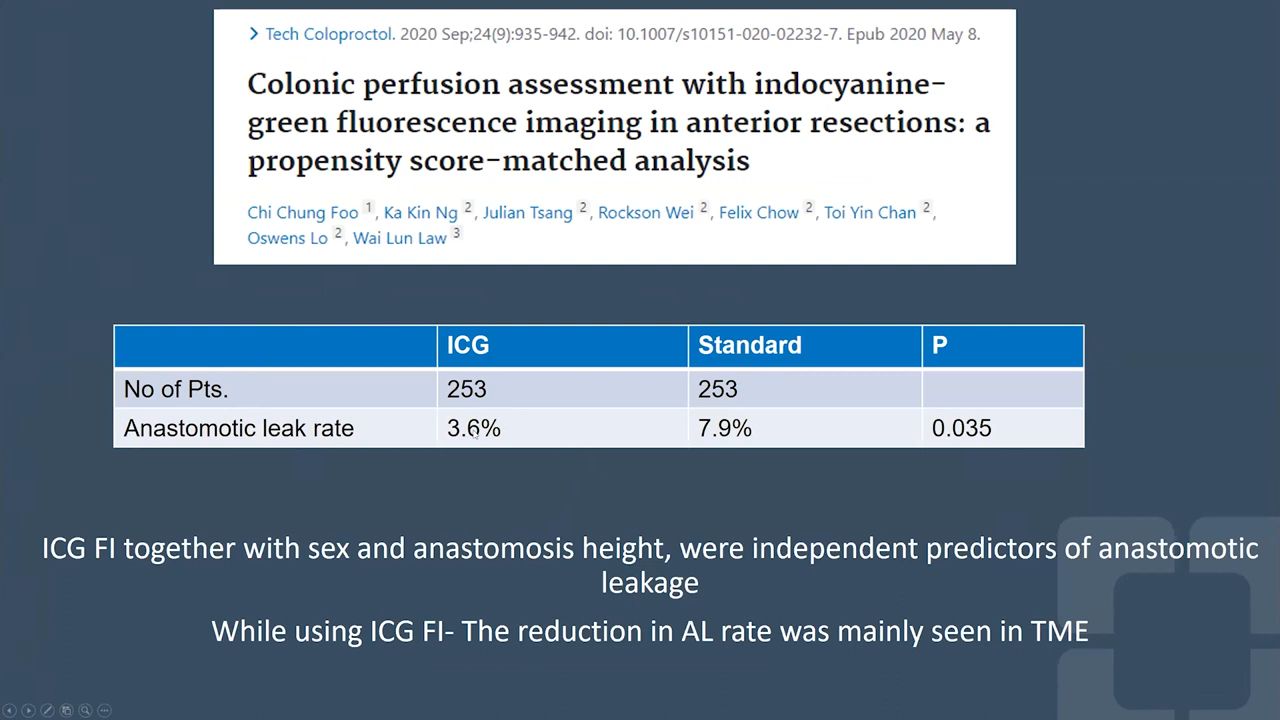 > Tech Coloproctol. 2020 Sep;24(9):935-942. doi: 10.1007/s10151-020-02232-7. Epub 2020 May 8.
Colonic perfusion assessment with indocyanine-
green fluorescence imaging in anterior resections: a
propensity score-matched analysis
Chi Chung Foo 1, Ka Kin Ng 2, Julian Tsang 2, Rockson Wei 2, Felix Chow 2, Toi Yin Chan 2,
Oswens Lo 2, Wai Lun Law 3
ICG Standard P
No of Pts. 253 253
Anastomotic leak rate 3.6% 7.9% 0.035
ICG FI together with sex and anastomosis height, were independent predictors of anastomotic
leakage
While using ICG FI- The reduction in AL rate was mainly seen in TME